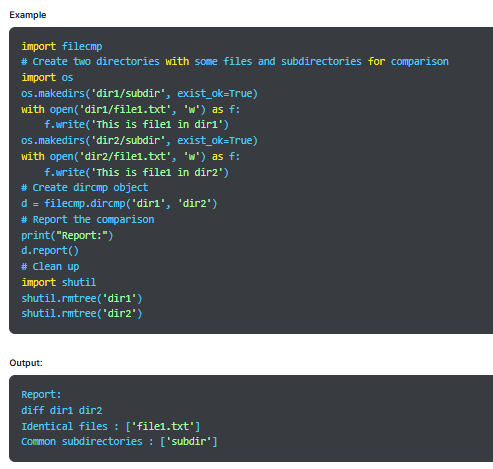 Example
import filecmp
# Create two directories with some files and subdirectories for comparison
import os
os.makedirs('dir1/subdir', exist_ok=True)
with open('dir1/file1.txt', 'w') as f:
    f.write('This is file1 in dir1')
os.makedirs('dir2/subdir', exist_ok=True)
with open('dir2/file1.txt', 'w') as f:
    f.write('This is file1 in dir2')
# Create dircmp object
d = filecmp.dircmp('dir1', 'dir2')
# Report the comparison
print("Report:")
d.report()
# Clean up
import shutil
shutil.rmtree('dir1')
shutil.rmtree('dir2')
Output:
Report:
diff dir1 dir2
Identical files : ['file1.txt']
Common subdirectories : ['subdir']